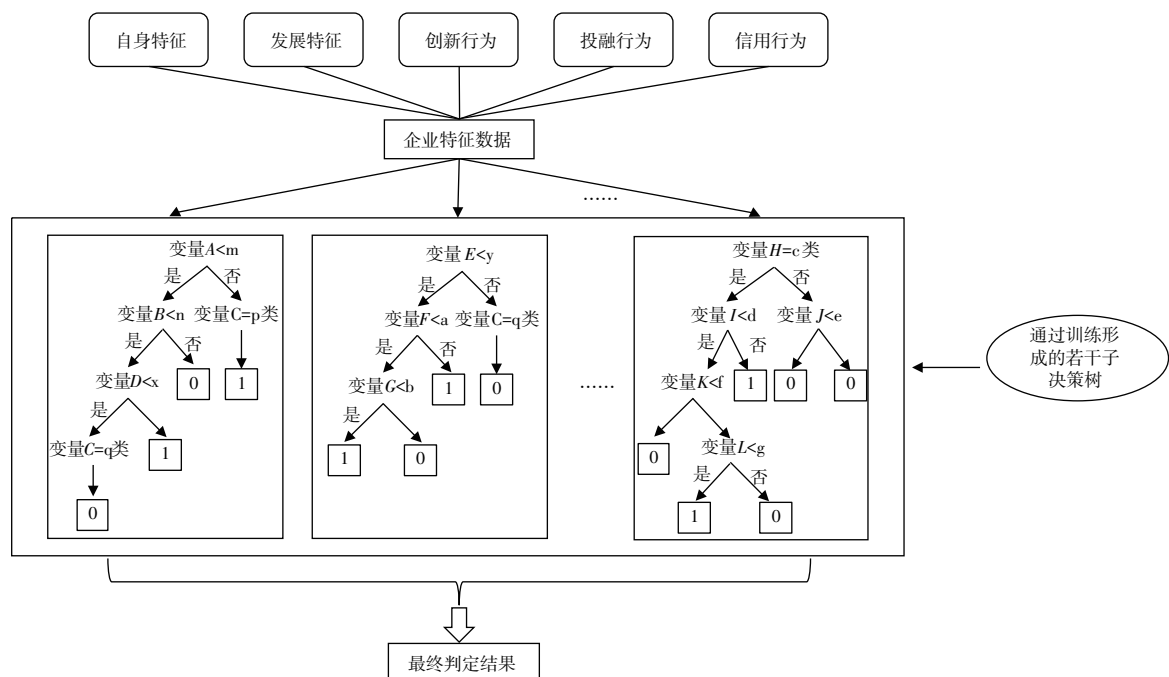 自身特征
发展特征
创新行为
投融行为
信用行为
企业特征数据
……
变量A<m
是
否
变量B<n
变量C=p类
是
否
变量D<x
0
1
是
变量C=q类
1
0
变量E<y
是
否
变量F<a
变量C=q类
是
否
变量G<b
1
0
是
1
0
……
变量H=c类
是
否
变量I<d
变量J<e
是
否
变量K<f
1
0
0
0
变量L<g
是
否
1
0
通过训练形
成的若干子
决策树
最终判定结果